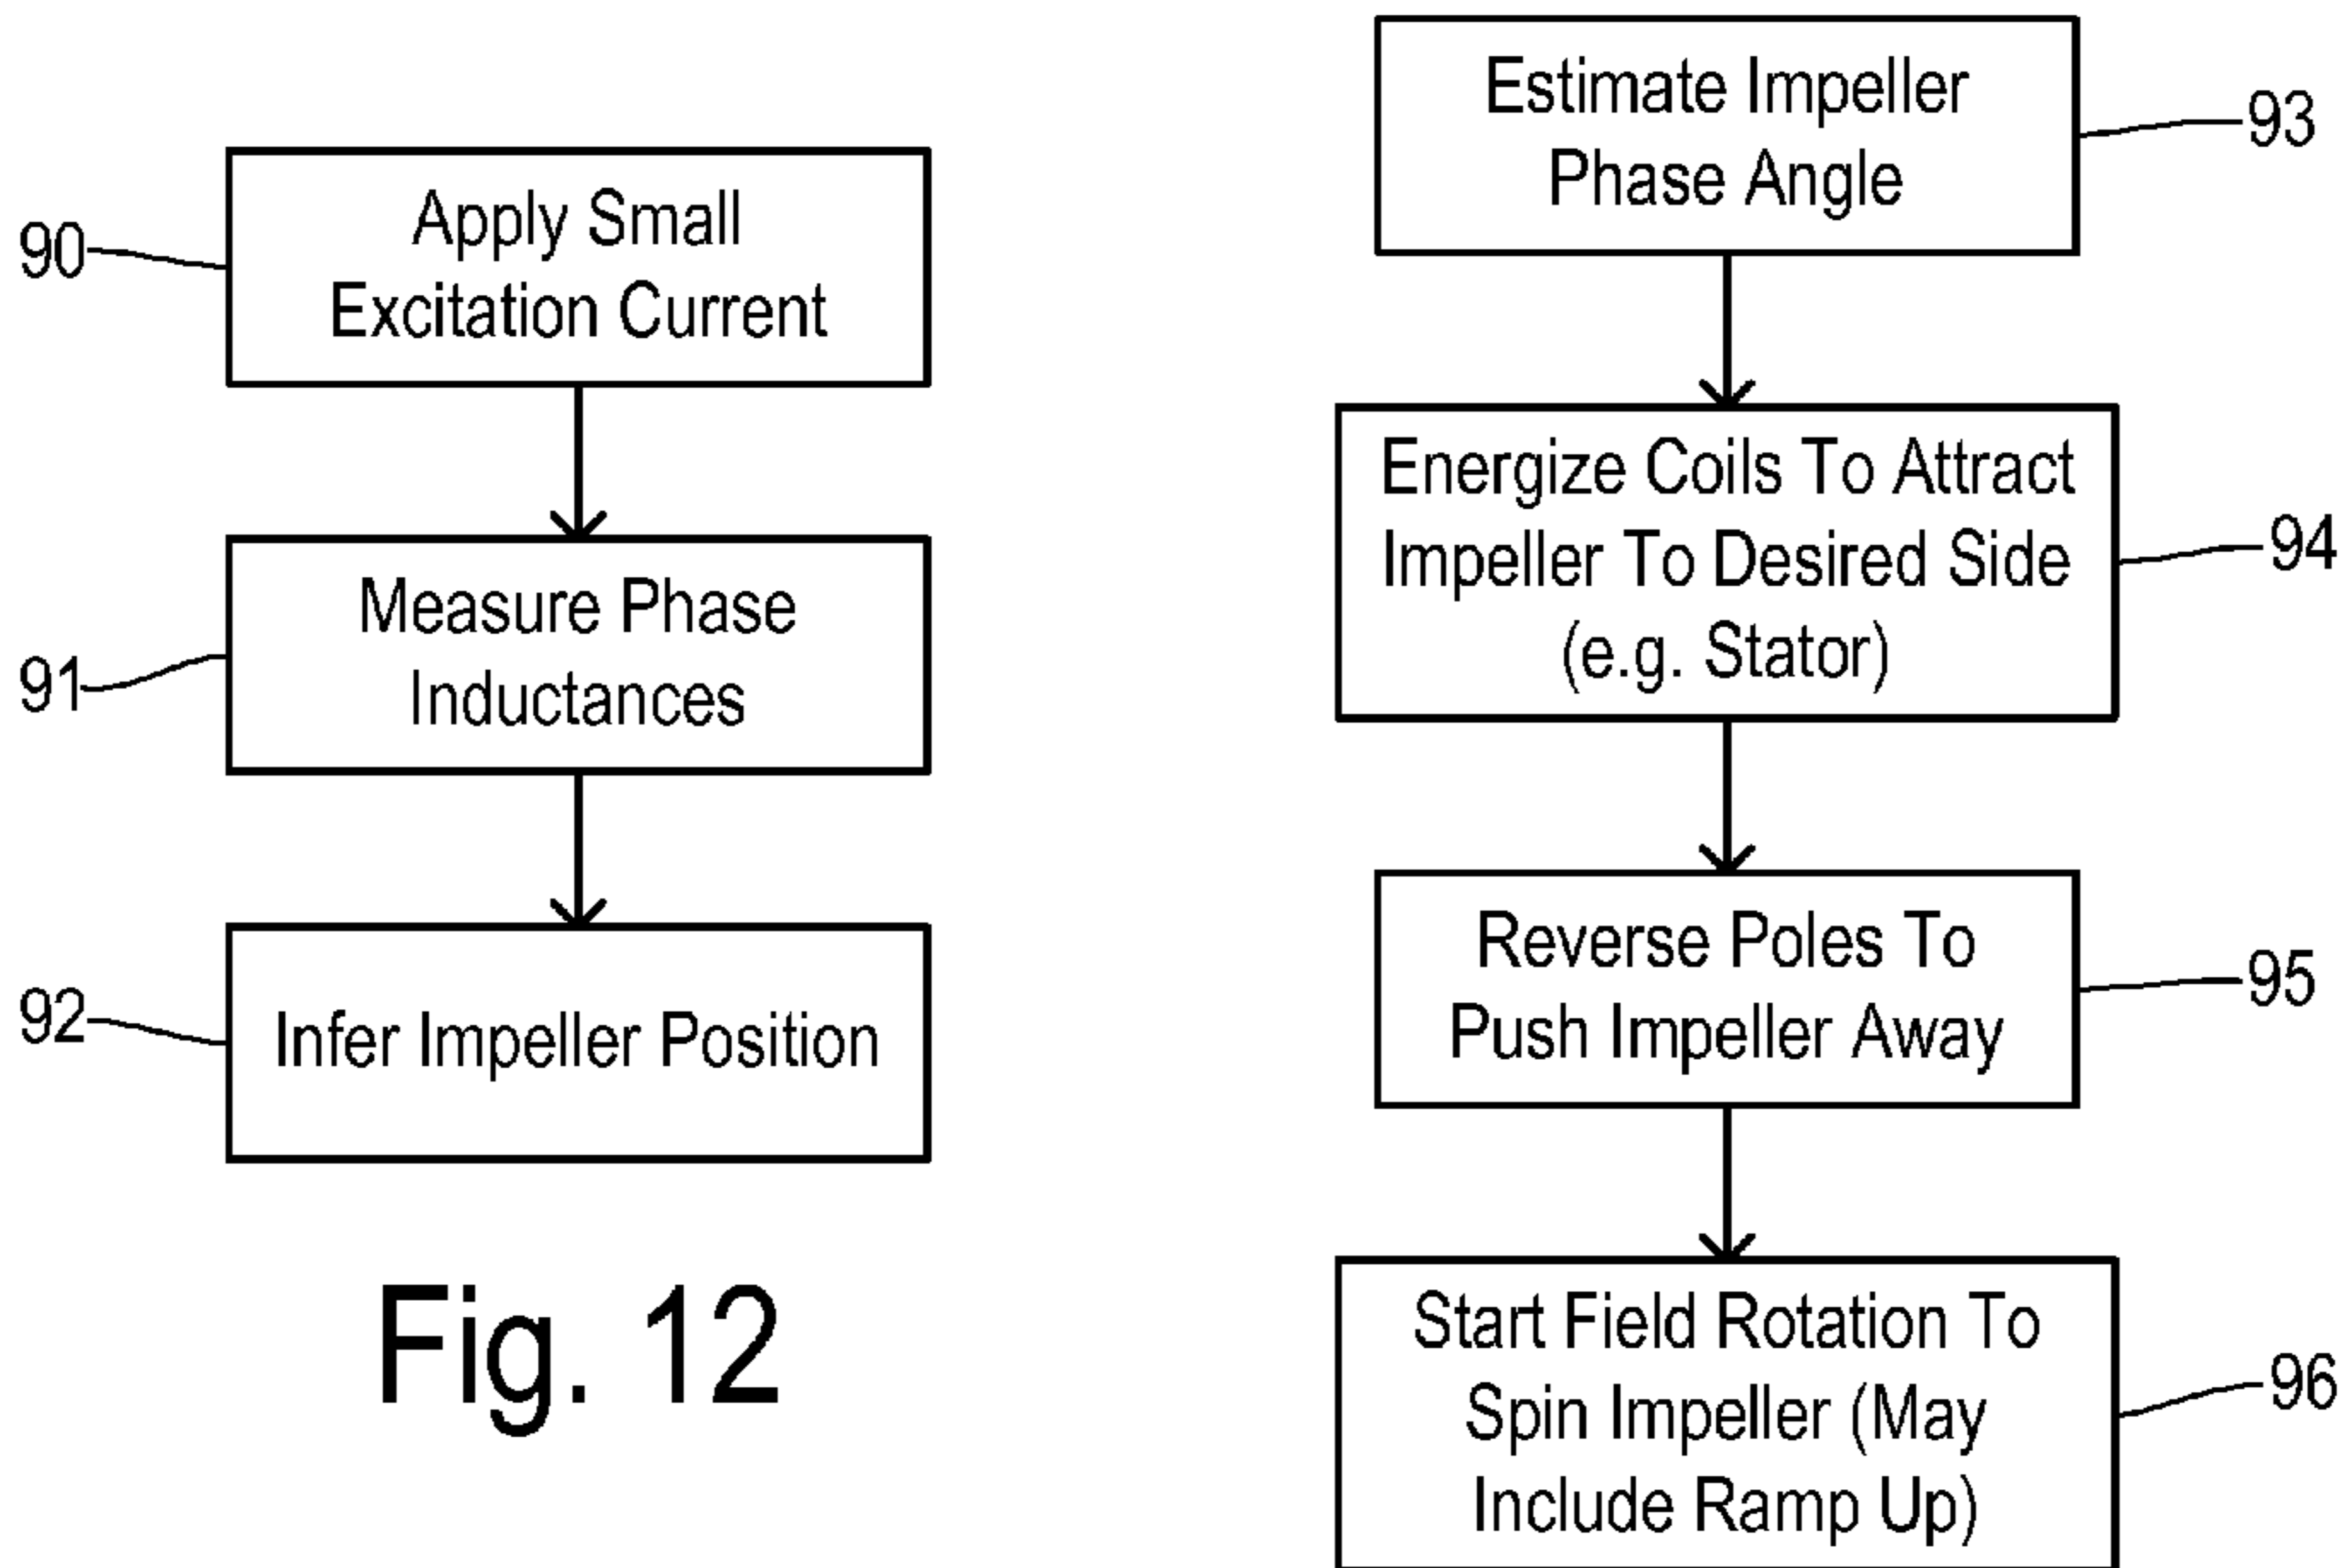 90
Apply Small
Excitation Current
91
Measure Phase
Inductances
92
Infer Impeller Position
Fig. 12
Estimate Impeller
Phase Angle
93
Energize Coils To Attract
Impeller To Desired Side
(e.g. Stator)
94
Reverse Poles To
Push Impeller Away
95
Start Field Rotation To
Spin Impeller (May
Include Ramp Up)
96